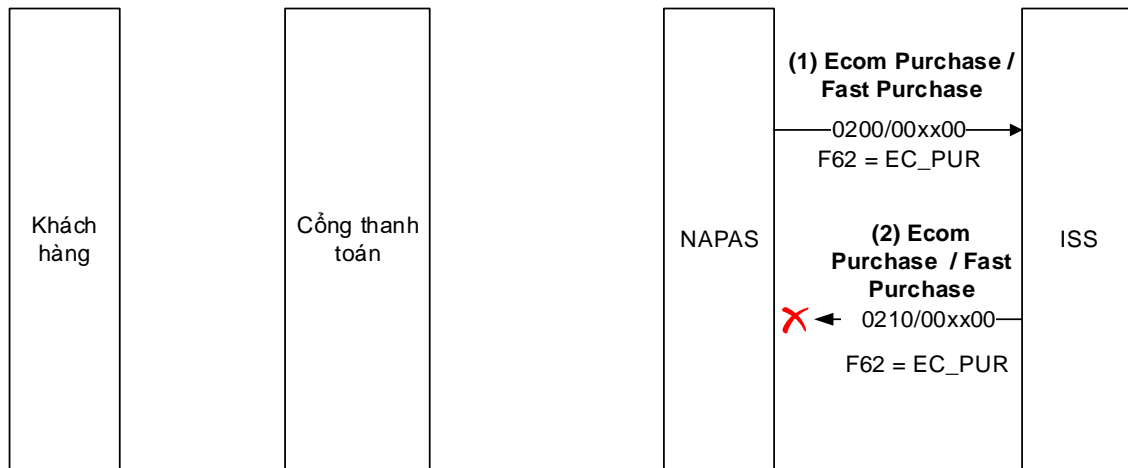 (1) Ecom Purchase /
Fast Purchase
0200/00xx00
F62 = EC_PUR
Khách
hàng
Cổng thanh
toán
NAPAS
ISS
(2) Ecom
Purchase / Fast
Purchase
0210/00xx00
F62 = EC_PUR